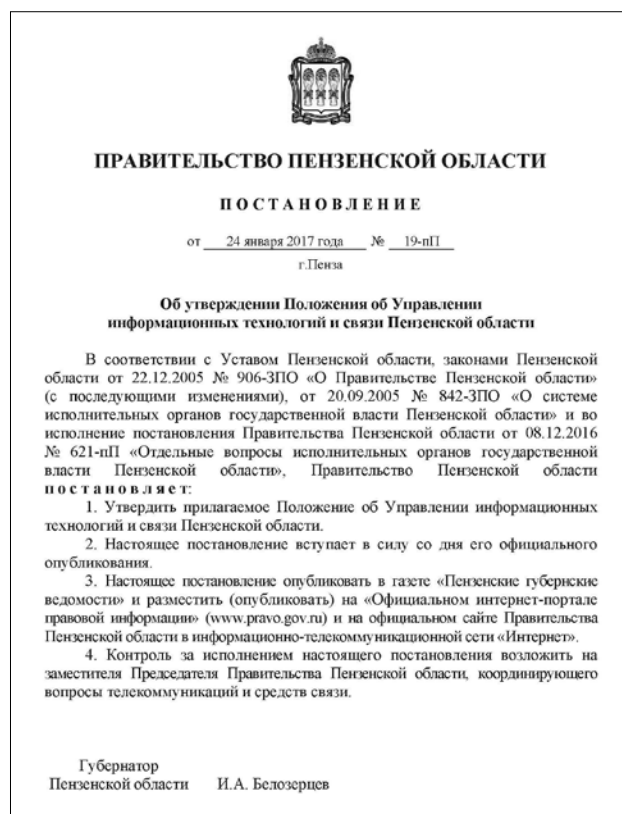 ПРАВИТЕЛЬСТВО ПЕНЗЕНСКОЙ ОБЛАСТИ
П О С Т А Н О В Л Е Н И Е
от 24 января 2017 года № 19-пП
г.Пенза
Об утверждении Положения об Управлении
информационных технологий и связи Пензенской области
В соответствии с Уставом Пензенской области, законами Пензенской
области от 22.12.2005 № 906-ЗПО «О Правительстве Пензенской области»
(с последующими изменениями), от 20.09.2005 № 842-ЗПО «О системе
исполнительных органов государственной власти Пензенской области» и во
исполнение постановления Правительства Пензенской области от 08.12.2016
№ 621-пП «Отдельные вопросы исполнительных органов государственной
власти Пензенской области», Правительство Пензенской области
п о с т а н о в л я е т:
1. Утвердить прилагаемое Положение об Управлении информационных
технологий и связи Пензенской области.
2. Настоящее постановление вступает в силу со дня его официального
опубликования.
3. Настоящее постановление опубликовать в газете «Пензенские губернские
ведомости» и разместить (опубликовать) на «Официальном интернет-портале
правовой информации» (www.pravo.gov.ru) и на официальном сайте Правительства
Пензенской области в информационно-телекоммуникационной сети «Интернет».
4. Контроль за исполнением настоящего постановления возложить на
заместителя Председателя Правительства Пензенской области, координирующего
вопросы телекоммуникаций и средств связи.
Губернатор
Пензенской области И.А. Белозерцев